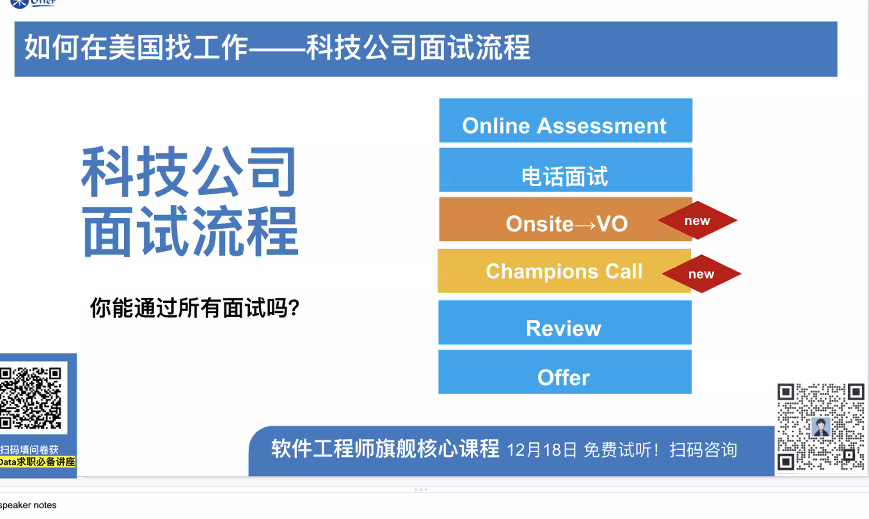 Offer
如何在美国找工作——科技公司面试流程
科技公司
面试流程
你能通过所有面试吗?
Online Assessment
电话面试
Onsite→VO
new
Champions Call
new
Review
Offer
扫码填问卷获
Data求职必备讲座
软件工程师旗舰核心课程 12月18日 免费试听！扫码咨询
speaker notes